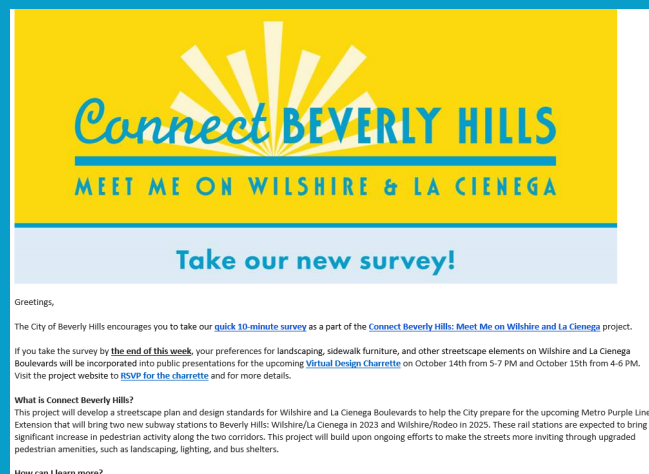 Connect BEVERLY HILLS
MEET ME ON WILSHIRE & LA CIENEGA
Take our new survey!
Greetings,
The City of Beverly Hills encourages you to take our quick 10-minute survey as a part of the Connect Beverly Hills: Meet Me on Wilshire and La Cienega project.
If you take the survey by the end of this week, your preferences for landscaping, sidewalk furniture, and other streetscape elements on Wilshire and La Cienega
Boulevards will be incorporated into public presentations for the upcoming Virtual Design Charrette on October 14th from 5-7 PM and October 15th from 4-6 PM.
Visit the project website to RSVP for the charrette and for more details.
What is Connect Beverly Hills?
This project will develop a streetscape plan and design standards for Wilshire and La Cienega Boulevards to help the City prepare for the upcoming Metro Purple Line
Extension that will bring two new subway stations to Beverly Hills: Wilshire/La Cienega in 2023 and Wilshire/Rodeo in 2025. These rail stations are expected to bring
significant increase in pedestrian activity along the two corridors. This project will build upon ongoing efforts to make the streets more inviting through upgraded
pedestrian amenities, such as landscaping, lighting, and bus shelters.
How can I learn more?